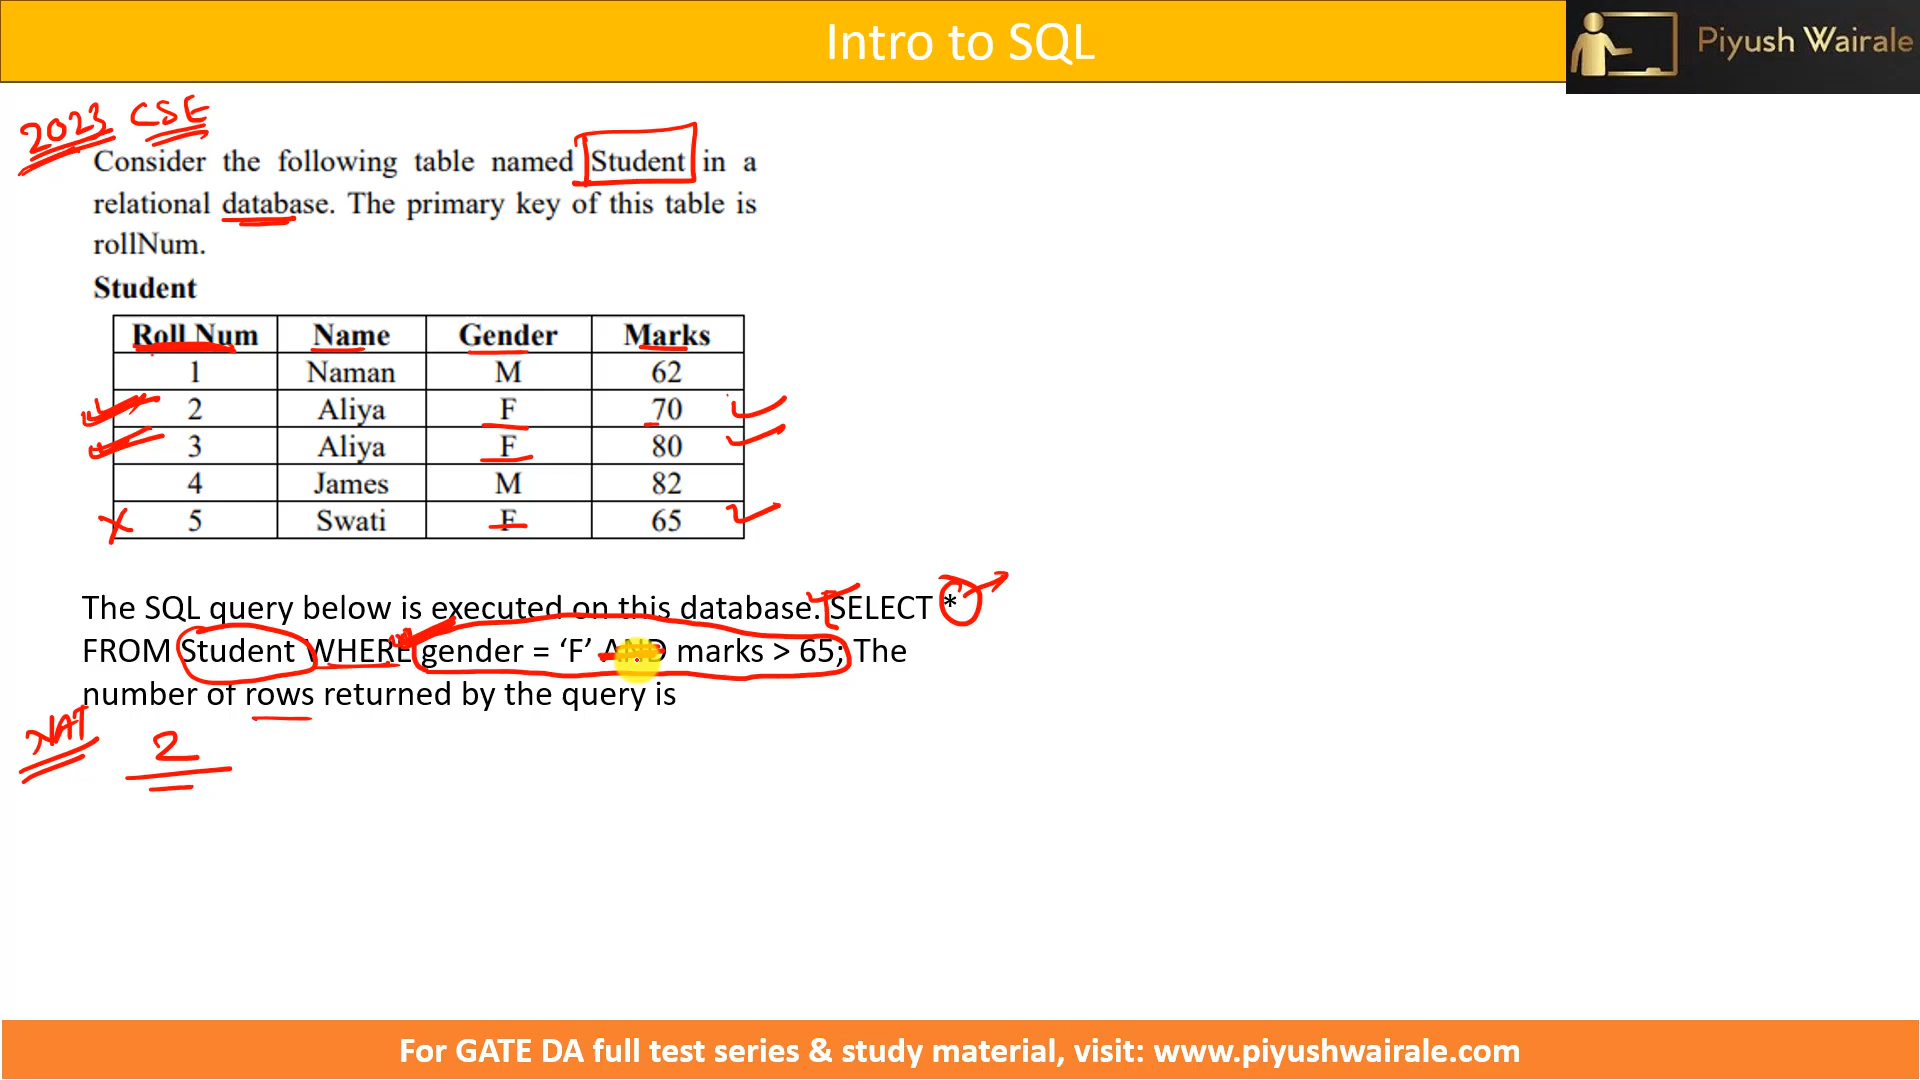 Intro to SQL
Piyush Wairale
2023 CSE
Consider the following table named Student in a
relational database. The primary key of this table is
rollNum.
Student
Roll Num Name Gender Marks
1 Naman M 62
2 Aliya F 70
3 Aliya F 80
4 James M 82
5 Swati F 65
The SQL query below is executed on this database. SELECT *
FROM Student WHERE gender = ‘F’ AND marks > 65; The
number of rows returned by the query is
NAT 2
For GATE DA full test series & study material, visit: www.piyushwairale.com